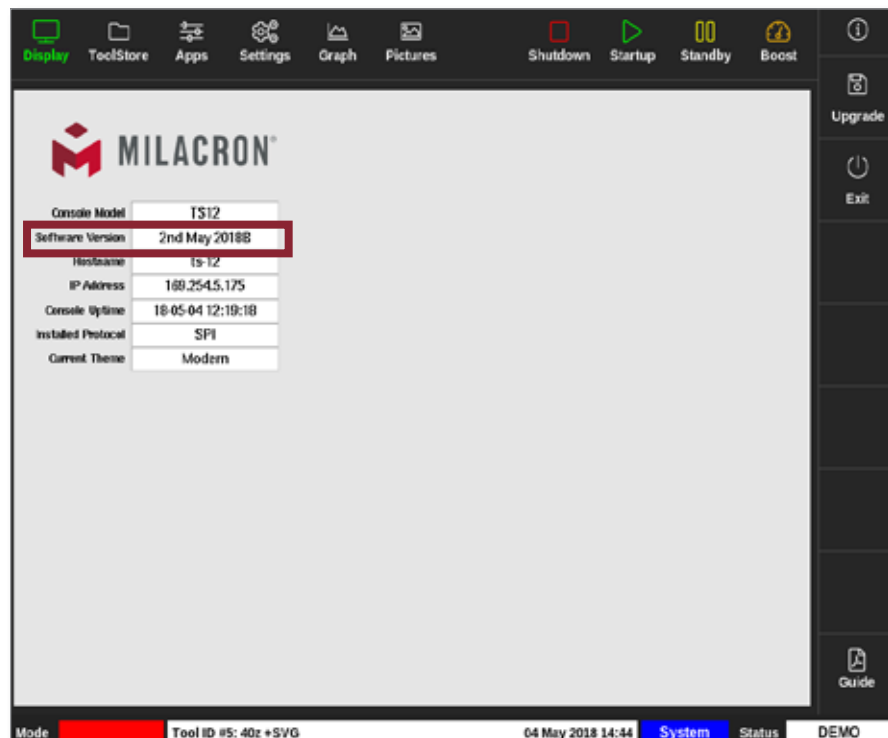 Display ToolStore Apps Settings Graph Pictures Shutdown Startup Standby Boost
Upgrade
Exit
MILACRON®
Console Model TS12
Software Version 2nd May 2018B
Hostname ts-12
IP Address 169.254.5.175
Console Uptime 18-05-04 12:19:18
Installed Protocol SPI
Current Theme Modern
Guide
Mode Tool ID #5: 40z +SVG 04 May 2018 14:44 System Status DEMO